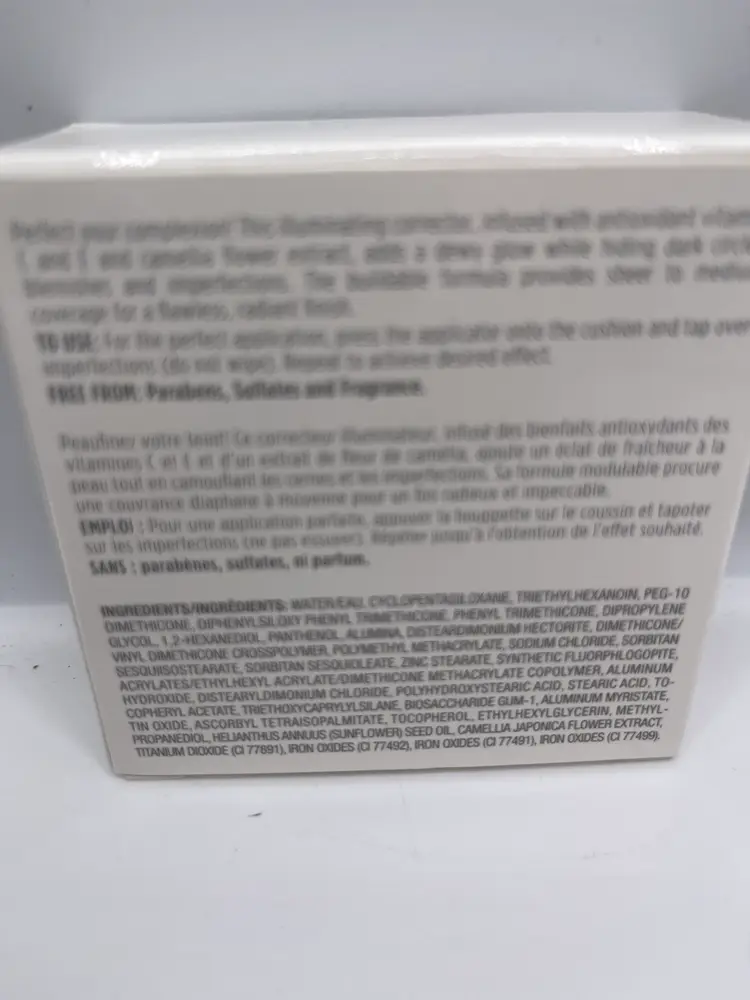 Perfect your complexion! This illuminating corrector, infused with antioxidant
C and E and camellia flower extract, adds a dewy glow while hiding dark
blemishes and imperfections. The buildable formula provides sheer to
coverage for a flawless, radiant finish.
TO USE: For the perfect application, press the applicator onto the cushion and tap over
imperfections (do not wipe). Repeat to achieve desired effect.
FREE FROM: Parabens, Sulfates and Fragrance.
Peaufinez votre teint! Ce correcteur illuminateur, infusé des bienfaits antioxydants des
vitamines C et E et d'un extrait de fleur de camélia, ajoute un éclat de fraîcheur à la
peau tout en camouflant les cernes et les imperfections. Sa formule modulable procure
une couvrance diaphane à moyenne pour un fini radieux et impeccable.
EMPLOI : Pour une application parfaite, appuyer la houppette sur le coussin et tapoter
sur les imperfections (ne pas essuyer). Répéter jusqu'à l'obtention de l'effet souhaité.
SANS : parabènes, sulfates, ni parfum.
INGREDIENTS/INGRÉDIENTS: WATER/EAU, CYCLOPENTASILOXANE, TRIETHYLHEXANOIN, PEG-10
DIMETHICONE, DIPHENYLSILOXY PHENYL TRIMETHICONE, PHENYL TRIMETHICONE, DIPROPYLENE
GLYCOL, 1,2-HEXANEDIOL, PANTHENOL, ALUMINA, DISTEARDIMONIUM HECTORITE, DIMETHICONE/
VINYL DIMETHICONE CROSSPOLYMER, POLYMETHYL METHACRYLATE, SODIUM CHLORIDE, SORBITAN
SESQUIISOSTEARATE, SORBITAN SESQUIOLEATE, ZINC STEARATE, SYNTHETIC FLUORPHLOGOPITE,
ACRYLATES/ETHYLHEXYL ACRYLATE/DIMETHICONE METHACRYLATE COPOLYMER, ALUMINUM
HYDROXIDE, DISTEARYLDIMONIUM CHLORIDE, POLYHYDROXYSTEARIC ACID, STEARIC ACID, TO-
COPHERYL ACETATE, TRIETHOXYCAPRYLYLSILANE, BIOSACCHARIDE GUM-1, ALUMINUM MYRISTATE,
TIN OXIDE, ASCORBYL TETRAISOPALMITATE, TOCOPHEROL, ETHYLHEXYLGLYCERIN, METHYL-
PROPANEDIOL, HELIANTHUS ANNUUS (SUNFLOWER) SEED OIL, CAMELLIA JAPONICA FLOWER EXTRACT,
TITANIUM DIOXIDE (CI 77891), IRON OXIDES (CI 77492), IRON OXIDES (CI 77491), IRON OXIDES (CI 77499).